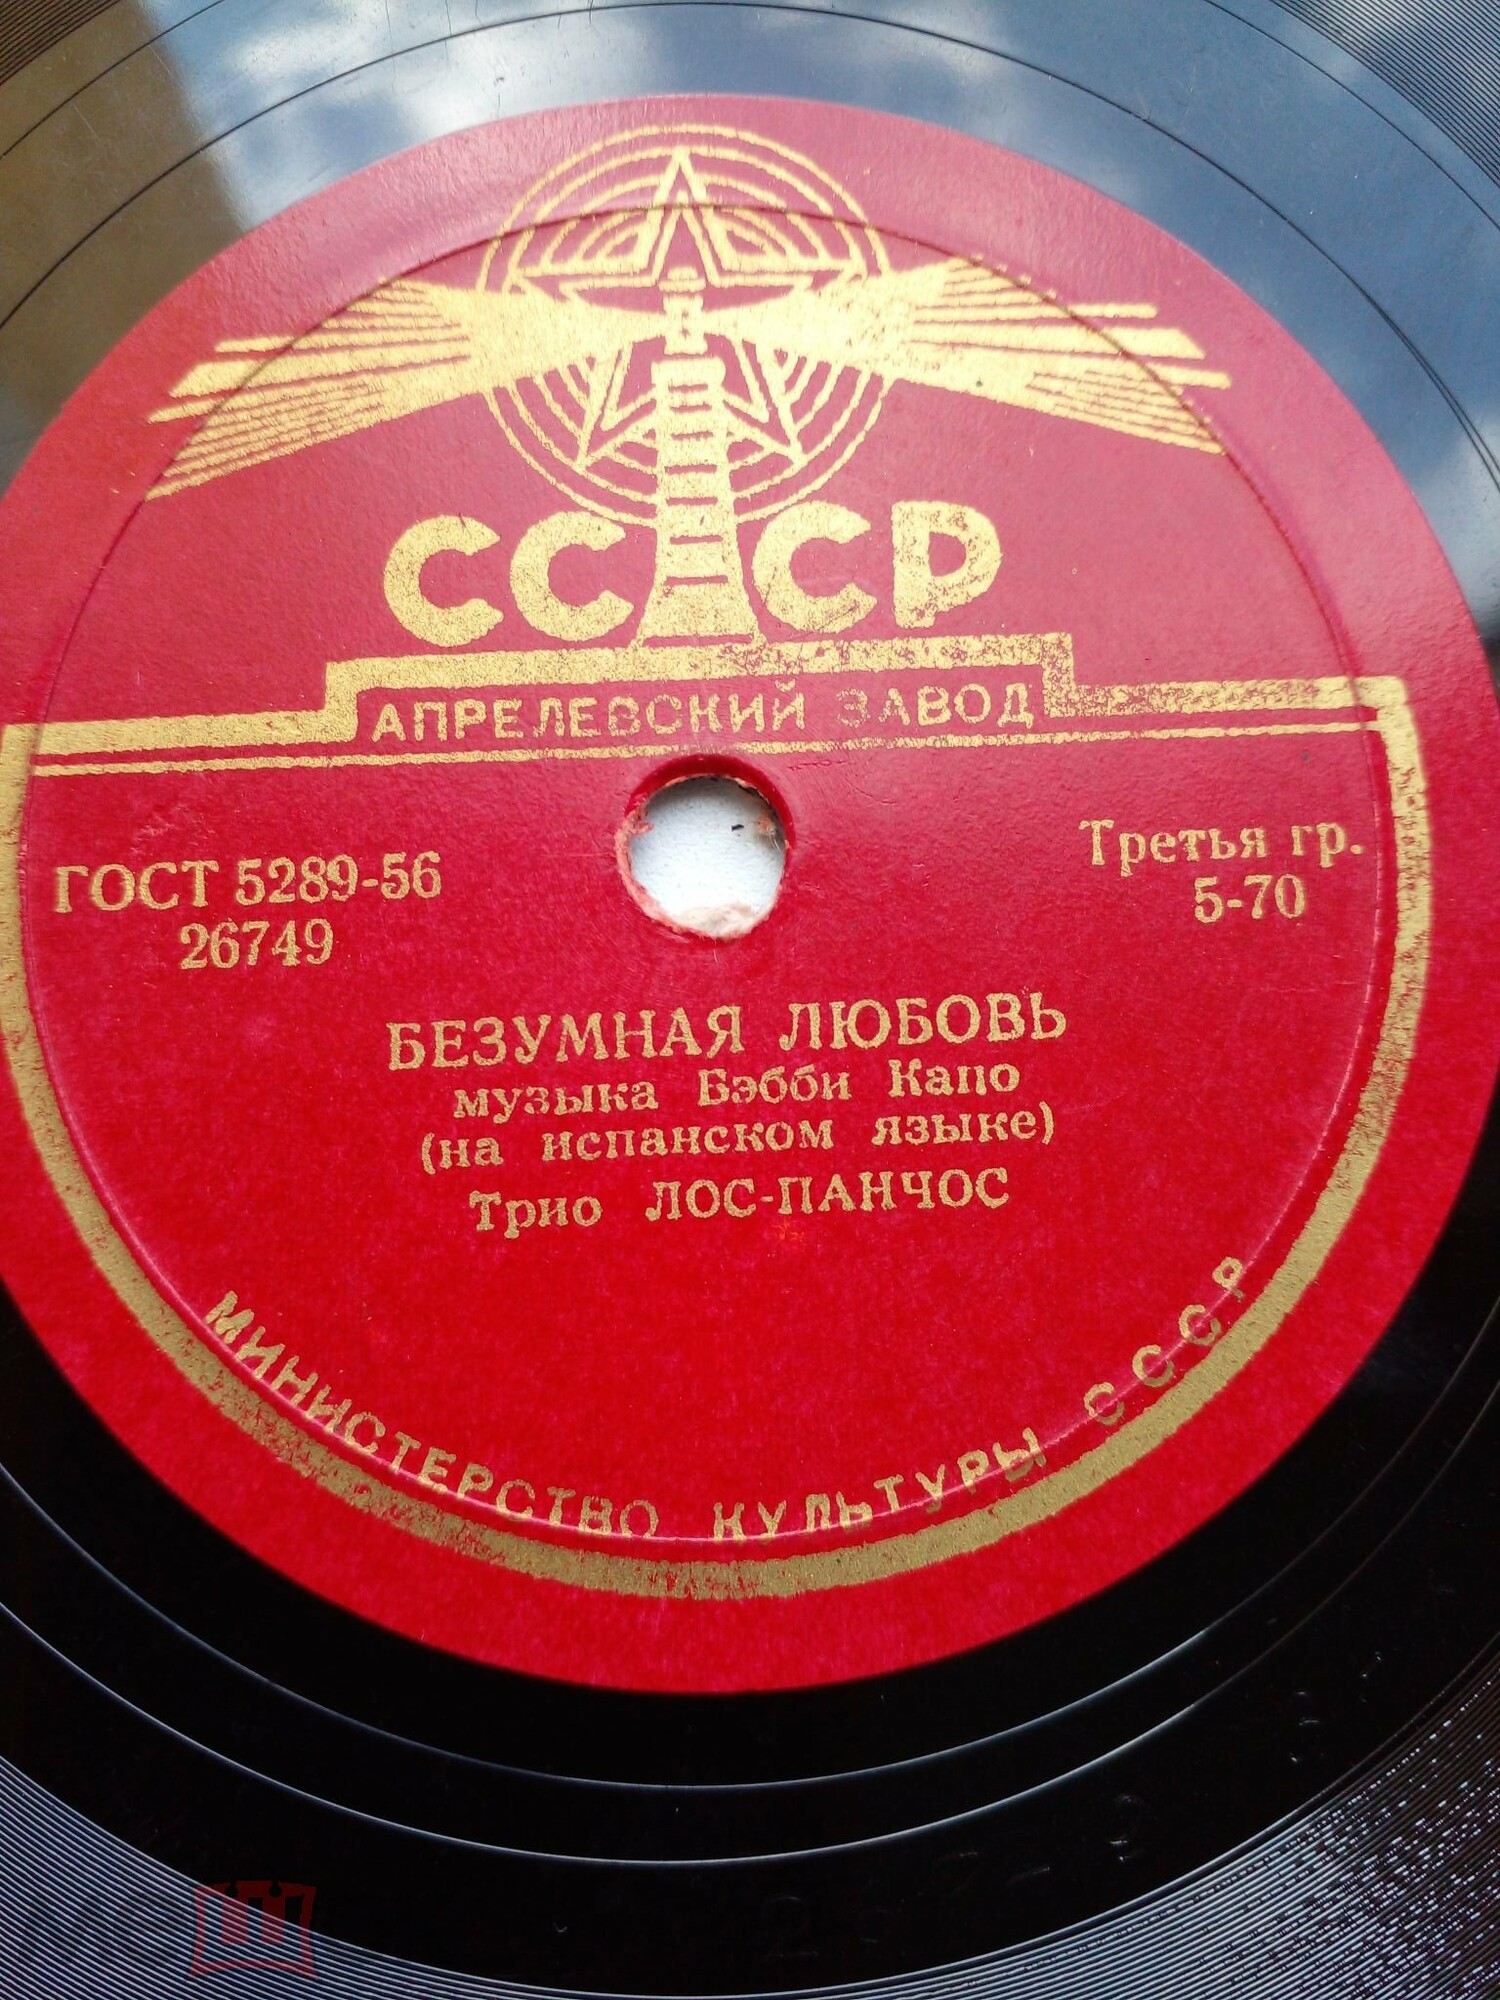 СССР
АПРЕЛЕВСКИЙ ЗАВОД
ГОСТ 5289-56
26749
Третья гр.
5-70
БЕЗУМНАЯ ЛЮБОВЬ
музыка Бэбби Капо
(на испанском языке)
Трио ЛОС-ПАНЧОС
МИНИСТЕРСТВО КУЛЬТУРЫ СССР